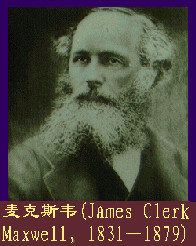 麦克斯韦(James Clerk
Maxwell, 1831—1879)